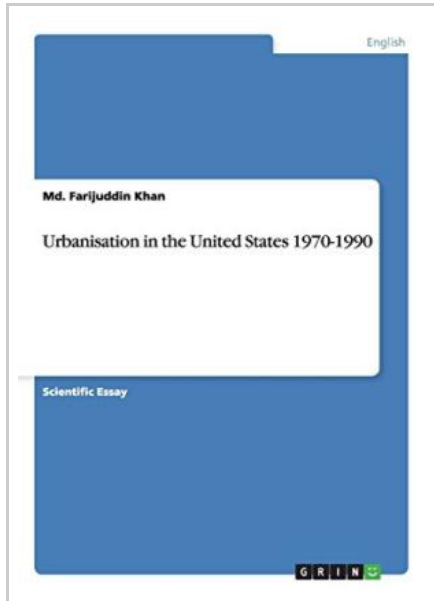 English
Md. Farijuddin Khan
Urbanisation in the United States 1970-1990
Scientific Essay
GRIN